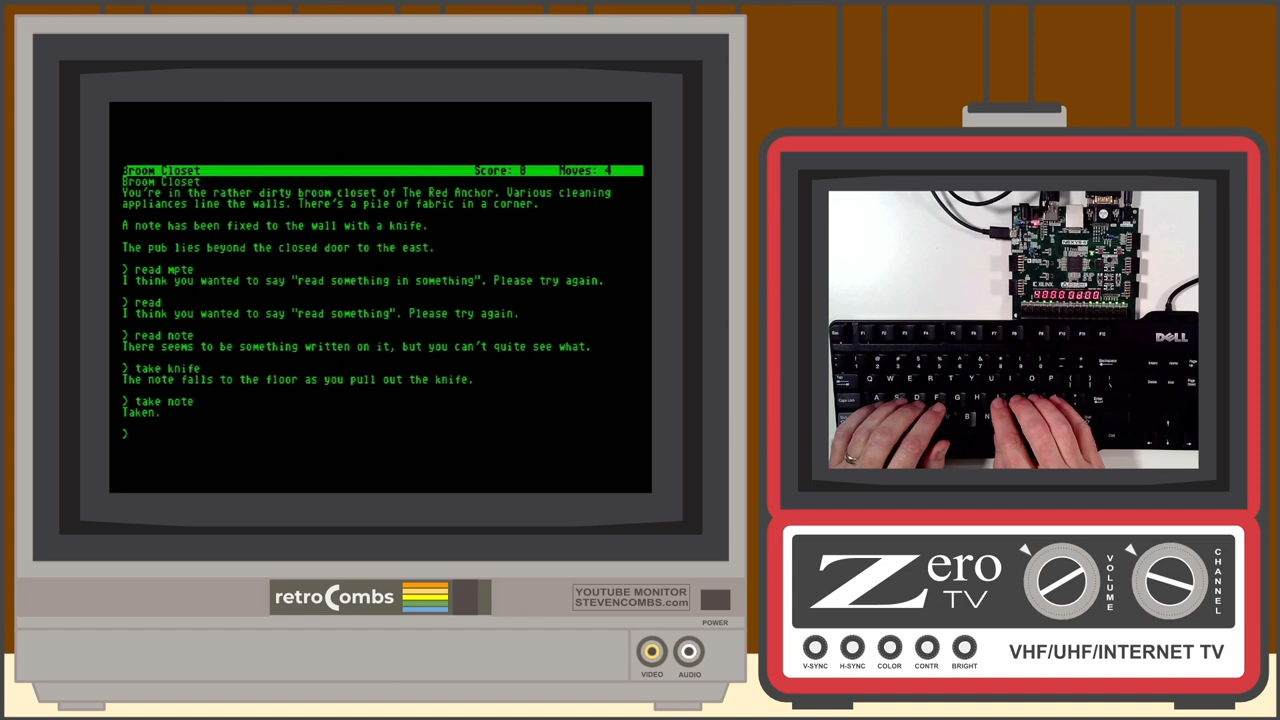 Broom Closet Score: 0 Moves: 4
Broom Closet
You're in the rather dirty broom closet of The Red Anchor. Various cleaning
appliances line the walls. There's a pile of fabric in a corner.
A note has been fixed to the wall with a knife.
The pub lies beyond the closed door to the east.
> read mpte
I think you wanted to say "read something in something". Please try again.
> read
I think you wanted to say "read something". Please try again.
> read note
There seems to be something written on it, but you can't quite see what.
> take knife
The note falls to the floor as you pull out the knife.
> take note
Taken.
>
retroCombs
YOUTUBE MONITOR
STEVENCOMBS.com
POWER
VIDEO AUDIO
XILINX
DELL
Zero
TV
VOLUME
CHANNEL
V-SYNC H-SYNC COLOR CONTR BRIGHT
VHF/UHF/INTERNET TV